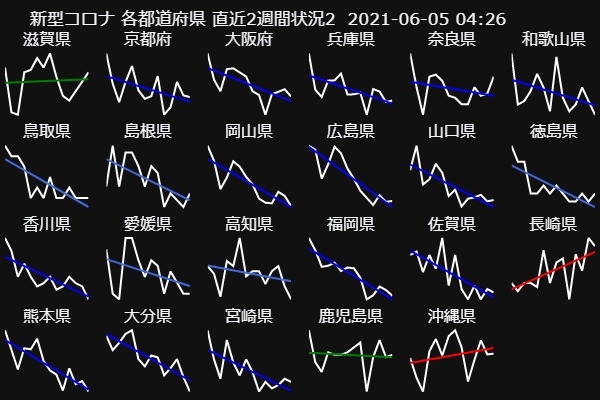 新型コロナ 各都道府県 直近2週間状況2 2021-06-05 04:26
滋賀県 京都府 大阪府 兵庫県 奈良県 和歌山県
鳥取県 島根県 岡山県 広島県 山口県 徳島県
香川県 愛媛県 高知県 福岡県 佐賀県 長崎県
熊本県 大分県 宮崎県 鹿児島県 沖縄県